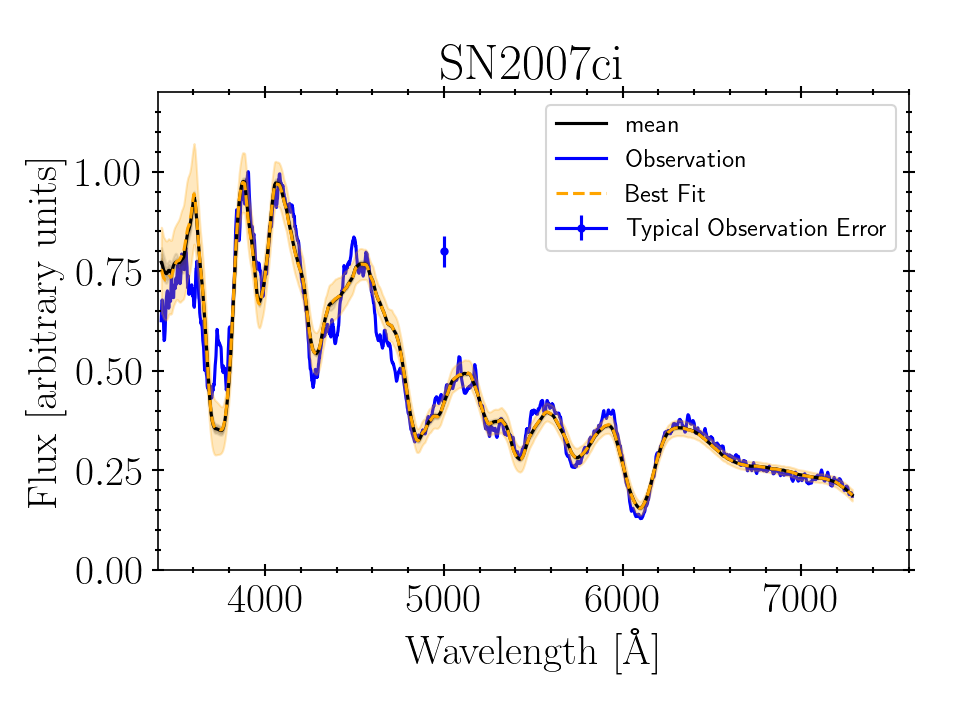 SN2007ci
mean
Observation
Best Fit
Typical Observation Error
Flux [arbitrary units]
1.00
0.75
0.50
0.25
0.00
4000 5000 6000 7000
Wavelength [Å]